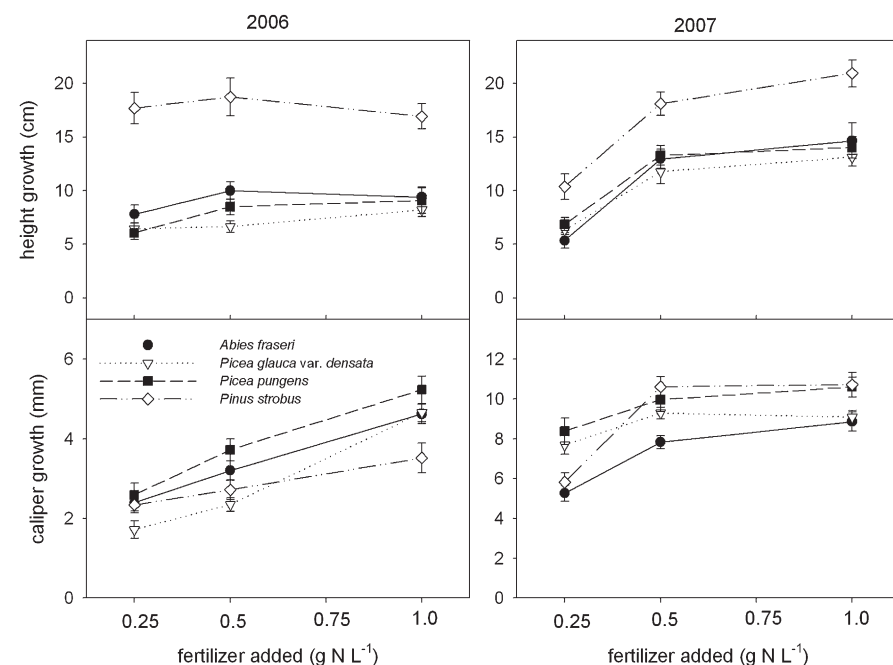 2006
2007
height growth (cm)
20
15
10
5
0
20
15
10
5
0
caliper growth (mm)
6
4
2
0
Abies fraseri
Picea glauca var. densata
Picea pungens
Pinus strobus
12
10
8
6
4
2
0
0.25 0.5 0.75 1.0
0.25 0.5 0.75 1.0
fertilizer added (g N L⁻¹)
fertilizer added (g N L⁻¹)